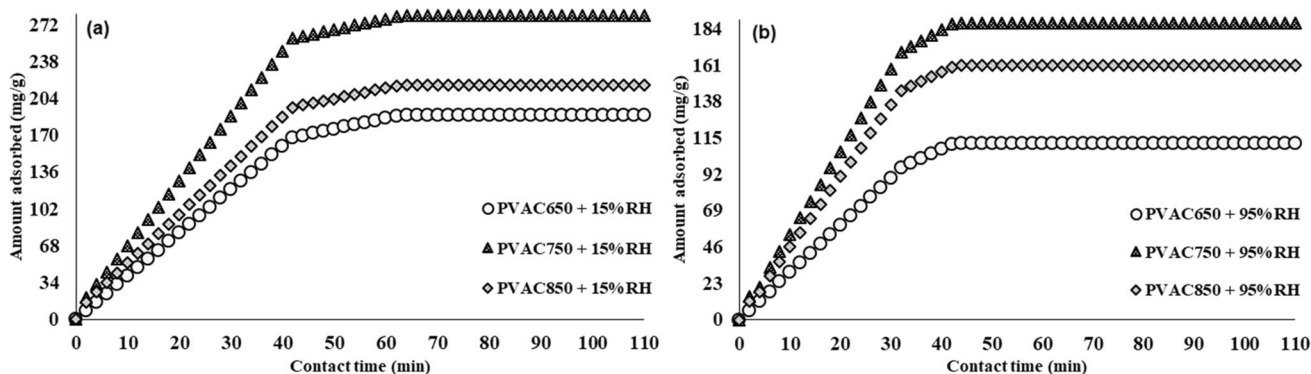 (a)
Amount adsorbed (mg/g)
272
238
204
170
136
102
68
34
0
PVAC650 + 15%RH
PVAC750 + 15%RH
PVAC850 + 15%RH
0 10 20 30 40 50 60 70 80 90 100 110
Contact time (min)
(b)
Amount adsorbed (mg/g)
184
161
138
115
92
69
46
23
0
PVAC650 + 95%RH
PVAC750 + 95%RH
PVAC850 + 95%RH
0 10 20 30 40 50 60 70 80 90 100 110
Contact time (min)